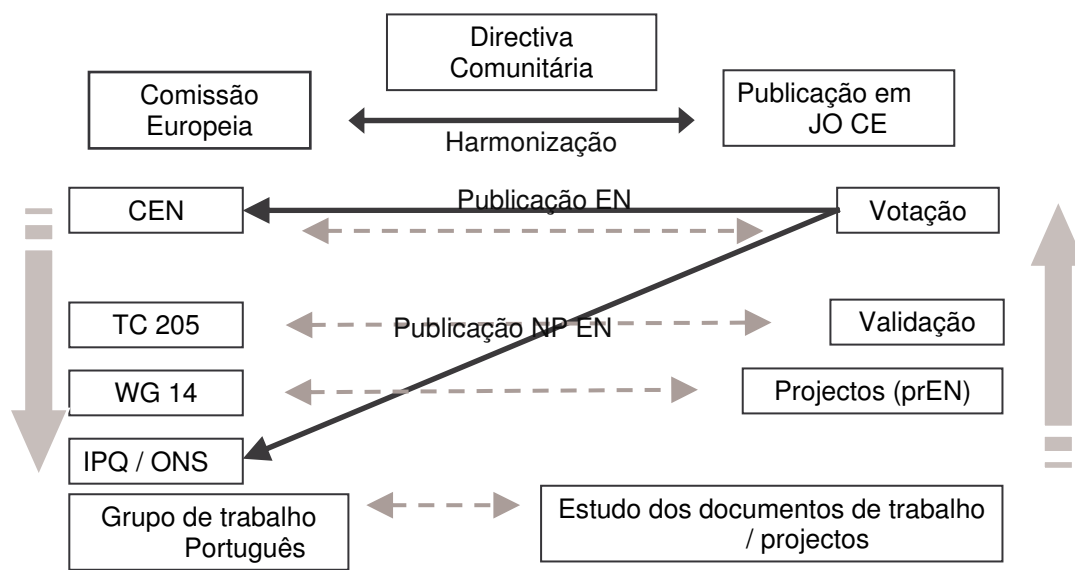 Directiva
Comunitária
Comissão
Europeia
Publicação em
JO CE
Harmonização
CEN
Publicação EN
Votação
TC 205
Publicação NP EN
Validação
WG 14
Projectos (prEN)
IPQ / ONS
Grupo de trabalho
Português
Estudo dos documentos de trabalho
/ projectos